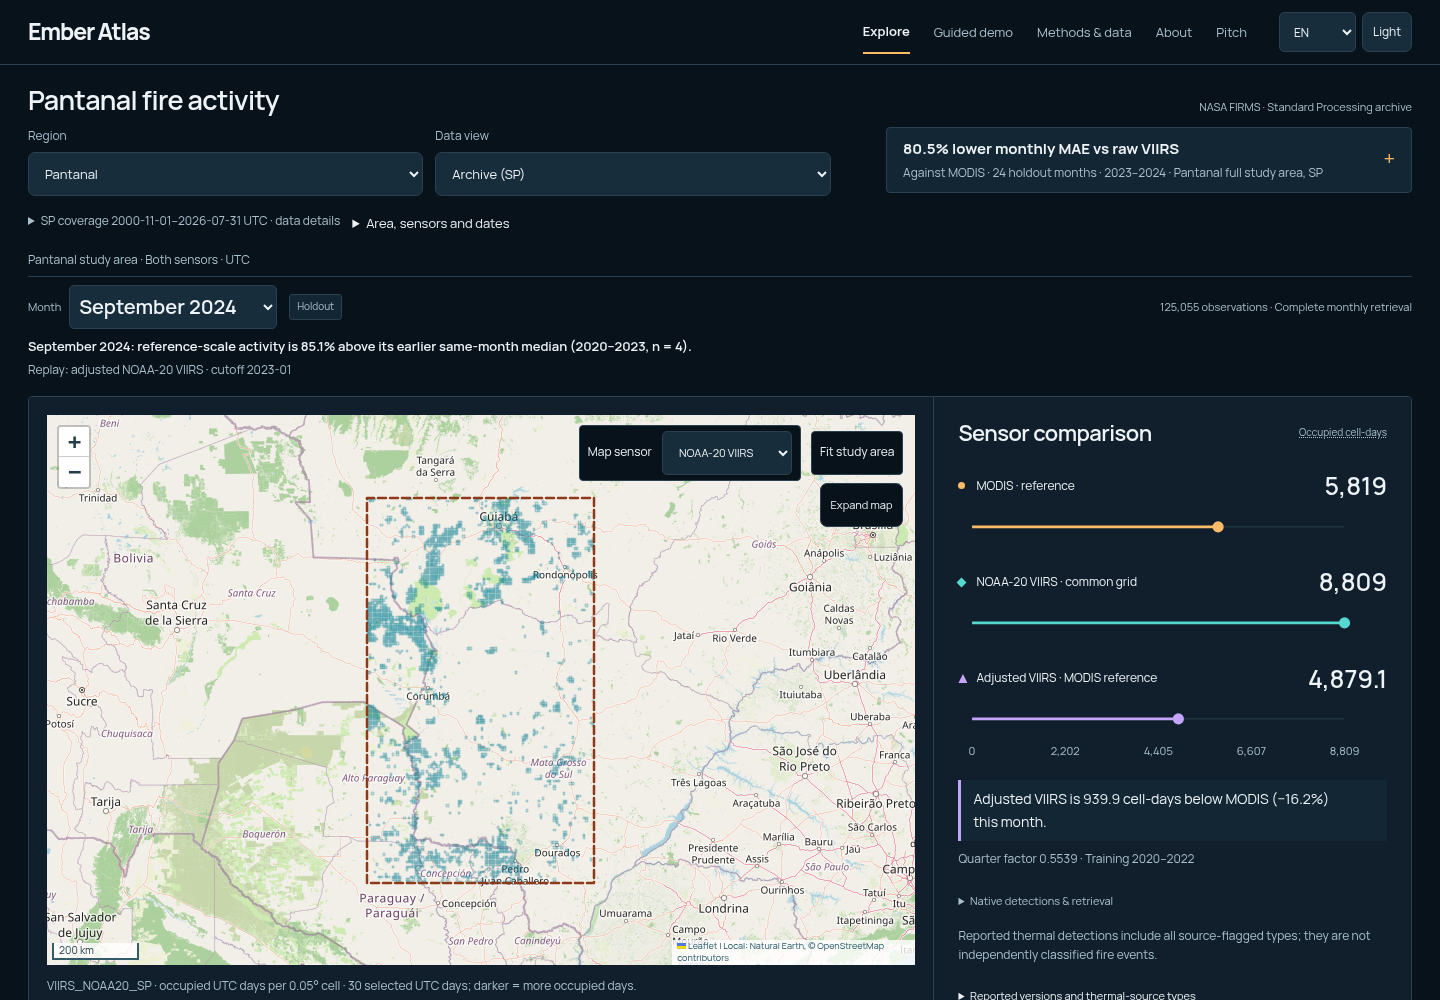 Ember Atlas
Explore
Guided demo
Methods & data
About
Pitch
EN
Light
Pantanal fire activity
NASA FIRMS · Standard Processing archive
Region
Data view
Pantanal
Archive (SP)
80.5% lower monthly MAE vs raw VIIRS
+
Against MODIS · 24 holdout months · 2023–2024 · Pantanal full study area, SP
SP coverage 2000-11-01–2026-07-31 UTC · data details
Area, sensors and dates
Pantanal study area · Both sensors · UTC
Month
September 2024
Holdout
125,055 observations · Complete monthly retrieval
September 2024: reference-scale activity is 85.1% above its earlier same-month median (2020–2023, n = 4).
Replay: adjusted NOAA-20 VIIRS · cutoff 2023-01
+
−
Map sensor
NOAA-20 VIIRS
Fit study area
Expand map
Beni
Trinidad
Tangará
da Serra
Cuiabá
Goiás
Anápolis
Luziânia
Bolivia
Rondonópolis
Goiânia
Santa Cruz
chabamba
Santa Cruz
de la Sierra
Caldas
Novas
Jataí
Rio Verde
Itumbiara
Catalão
Uberlândia
Ituiutaba
Corumbá
Sucre
Potosí
Chuquisaca
Uberaba
Ara
São José do
Rio Preto
Franca
Mato Grosso
do Sul
Alto Paraguay
Três Lagoas
Araçatuba
Ribeirão Preto
Tarija
Tarija
Boquerón
São Carlos
Marília
Bauru
Jaú
Presidente
Prudente
Assis
São Paulo
Dourados
Pedro
Juan Caballero
Concepción
Camp
Ourinhos
Tatuí
Itu
Paraguay /
Paraguái
Concepción
Umuarama
Londrina
Itapetininga
Sã
San Salvador
de Jujuy
Campo
San Pedro
Canindeyú
200 km
Leaflet | Local: Natural Earth, © OpenStreetMap
contributors
VIIRS_NOAA20_SP · occupied UTC days per 0.05° cell · 30 selected UTC days; darker = more occupied days.
Sensor comparison
Occupied cell-days
MODIS · reference
5,819
NOAA-20 VIIRS · common grid
8,809
Adjusted VIIRS · MODIS reference
4,879.1
0
2,202
4,405
6,607
8,809
Adjusted VIIRS is 939.9 cell-days below MODIS (−16.2%)
this month.
Quarter factor 0.5539 · Training 2020–2022
Native detections & retrieval
Reported thermal detections include all source-flagged types; they are not
independently classified fire events.
Reported versions and thermal-source types